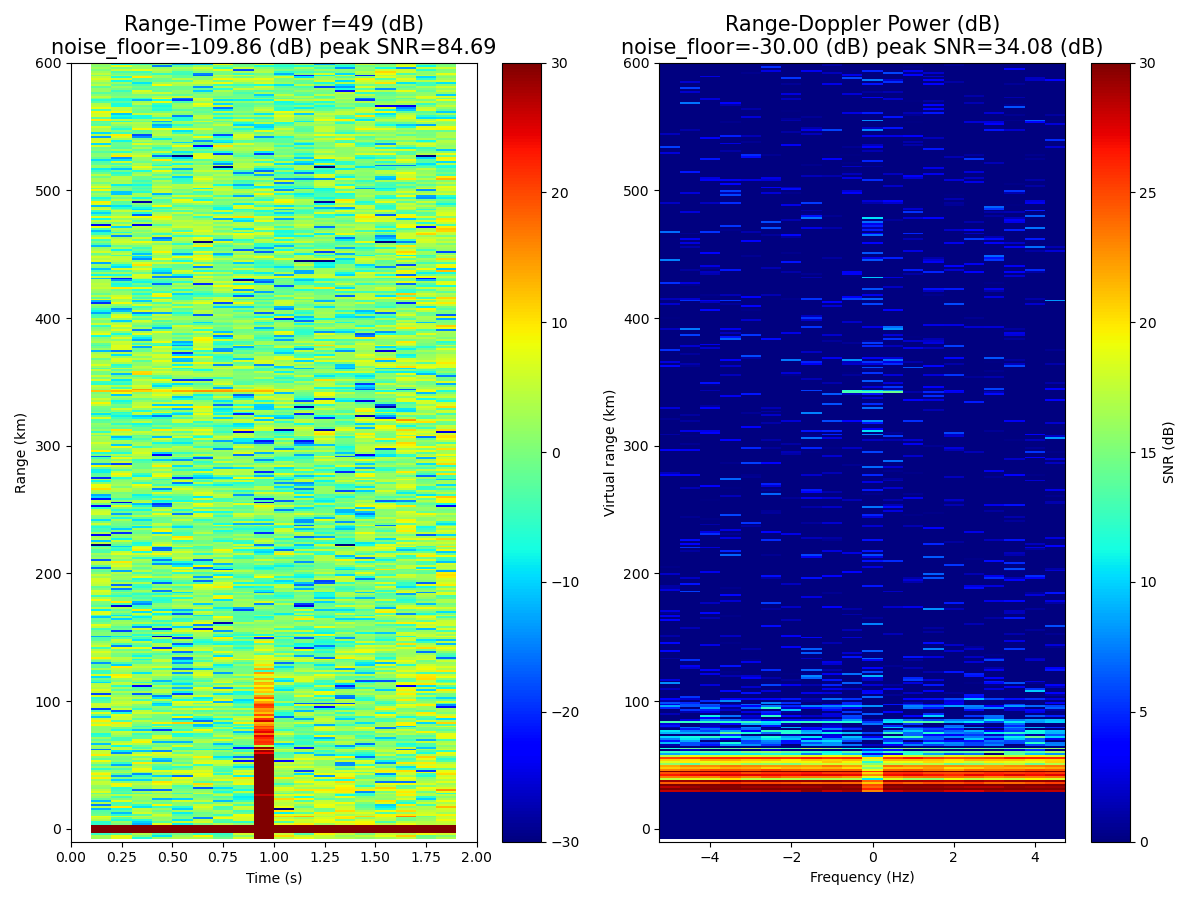 Range-Time Power f=49 (dB)
noise_floor=-109.86 (dB) peak SNR=84.69
600
500
400
300
200
100
0
Range (km)
0.00 0.25 0.50 0.75 1.00 1.25 1.50 1.75 2.00
Time (s)
30
20
10
0
−10
−20
−30
Range-Doppler Power (dB)
noise_floor=-30.00 (dB) peak SNR=34.08 (dB)
600
500
400
300
200
100
0
Virtual range (km)
−4 −2 0 2 4
Frequency (Hz)
30
25
20
15
10
5
0
SNR (dB)